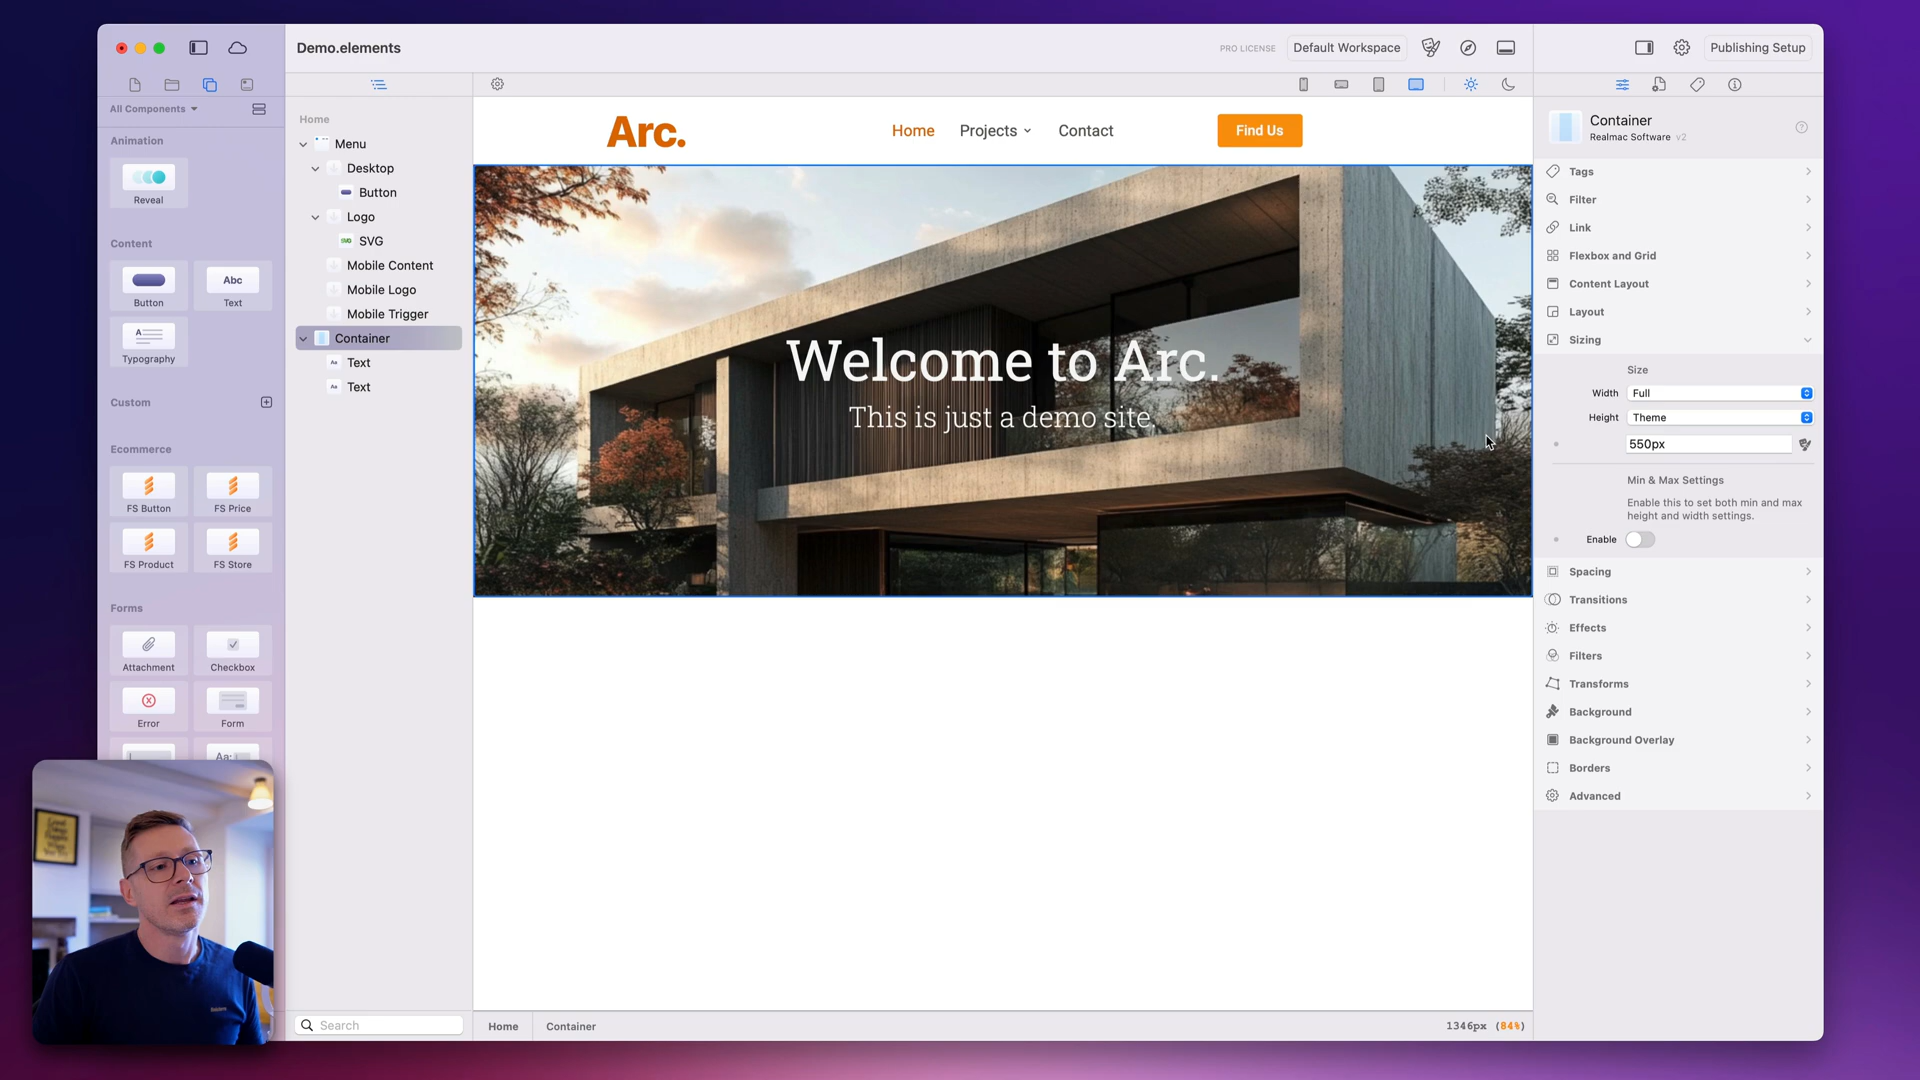 Demo.elements
PRO LICENSE
Default Workspace
Publishing Setup
All Components
Animation
Reveal
Content
Button
Abc
Text
Typography
Custom
Ecommerce
FS Button
FS Price
FS Product
FS Store
Forms
Attachment
Checkbox
Error
Form
Aa
Home
Menu
Desktop
Button
Logo
SVG
SVG
Mobile Content
Mobile Logo
Mobile Trigger
Container
Text
Text
Search
Arc.
Home
Projects
Contact
Find Us
Welcome to Arc.
This is just a demo site.
Home
Container
1346px (84%)
Container
Realmac Software v2
Tags
Filter
Link
Flexbox and Grid
Content Layout
Layout
Sizing
Size
Width
Full
Height
Theme
550px
Min & Max Settings
Enable this to set both min and max
height and width settings.
Enable
Spacing
Transitions
Effects
Filters
Transforms
Background
Background Overlay
Borders
Advanced